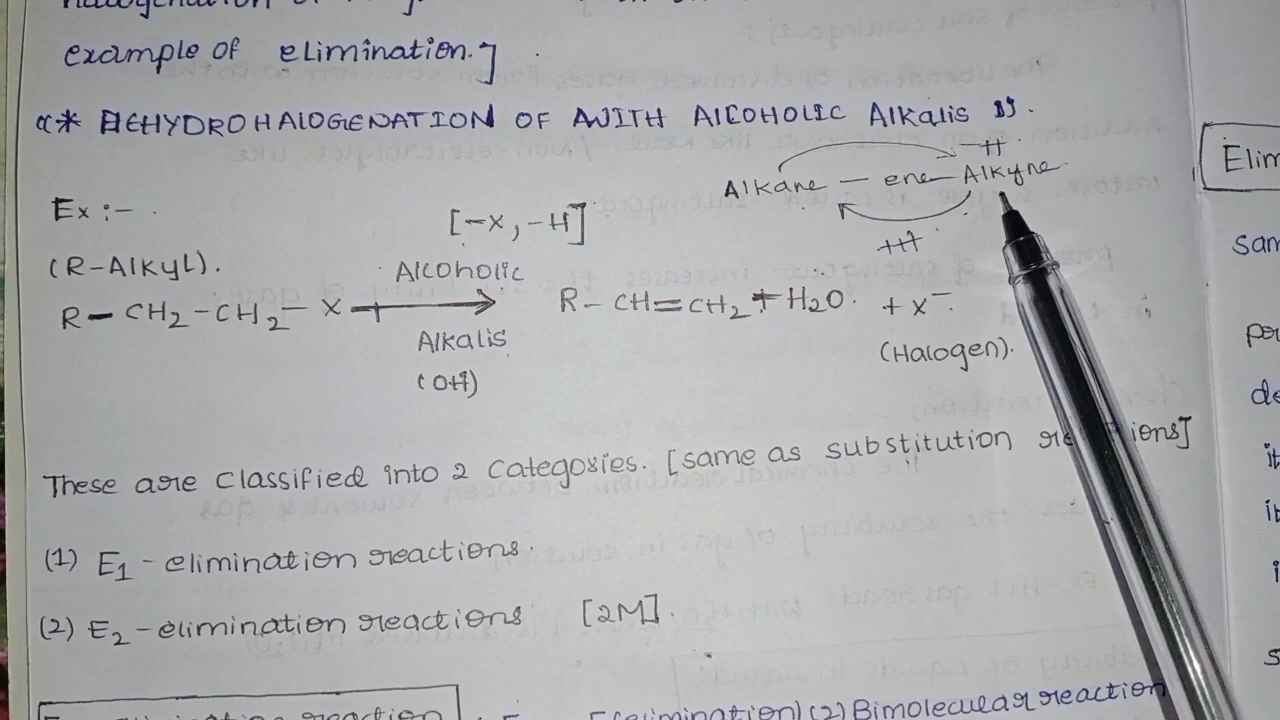 example of elimination.]
"* DEHYDROHALOGENATION OF WITH ALCOHOLIC Alkalis ".
-H
Alkane - ene - Alkyne
+H
Ex :-
[-X, -H]
(R-Alkyl).
Alcoholic
R - CH2 - CH2 - X + → R - CH = CH2 + H2O. + X-.
Alkalis
(OH)
(Halogen).
These are classified into 2 categories. [same as substitution
(1) E1 - elimination reactions.
(2) E2 - elimination reactions [2M].
(2) Bimolecular reaction
Elim
sam